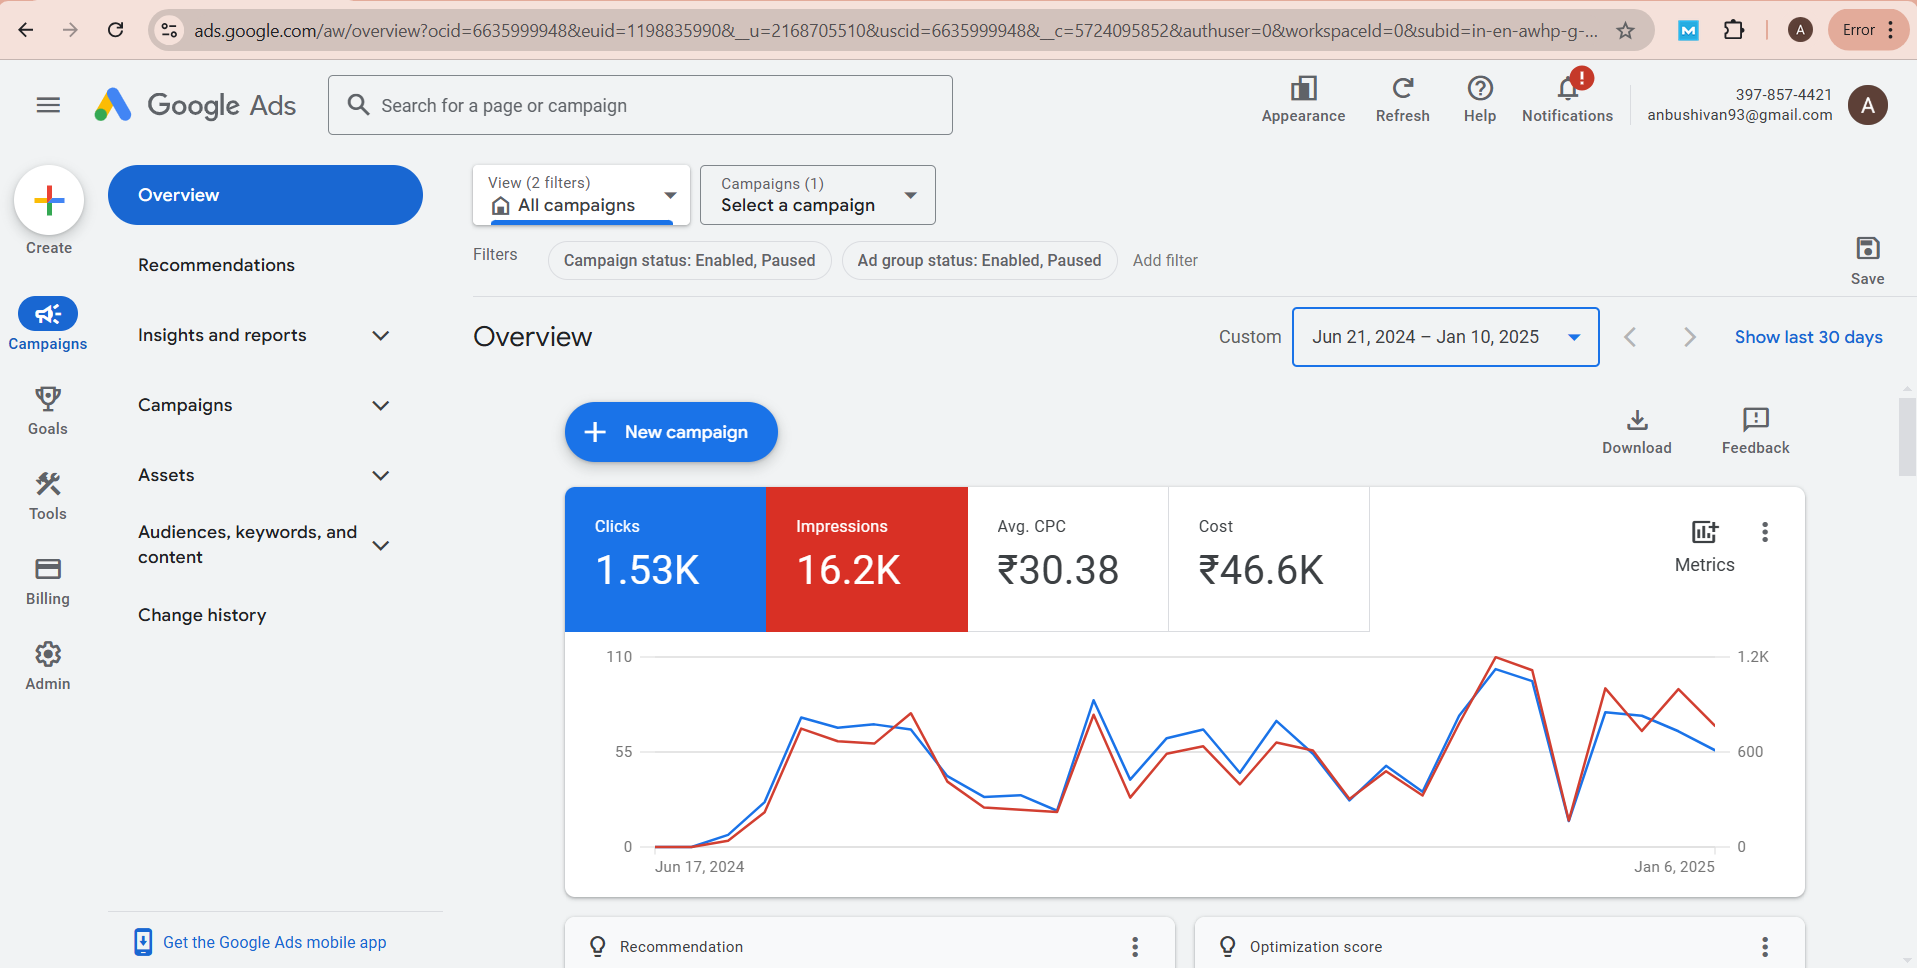 ads.google.com/aw/overview?ocid=6635999948&euid=1198835990&__u=2168705510&uscid=6635999948&__c=5724095852&authuser=0&workspaceId=0&subid=in-en-awhp-g-...
A
Error
Google Ads
Search for a page or campaign
Appearance
Refresh
Help
Notifications
397-857-4421
anbushivan93@gmail.com
A
Create
Campaigns
Goals
Tools
Billing
Admin
Overview
Recommendations
Insights and reports
Campaigns
Assets
Audiences, keywords, and
content
Change history
Get the Google Ads mobile app
View (2 filters)
All campaigns
Campaigns (1)
Select a campaign
Filters
Campaign status: Enabled, Paused
Ad group status: Enabled, Paused
Add filter
Save
Overview
Custom
Jun 21, 2024 – Jan 10, 2025
Show last 30 days
New campaign
Download
Feedback
Clicks
1.53K
Impressions
16.2K
Avg. CPC
₹30.38
Cost
₹46.6K
Metrics
110
1.2K
55
600
0
0
Jun 17, 2024
Jan 6, 2025
Recommendation
Optimization score